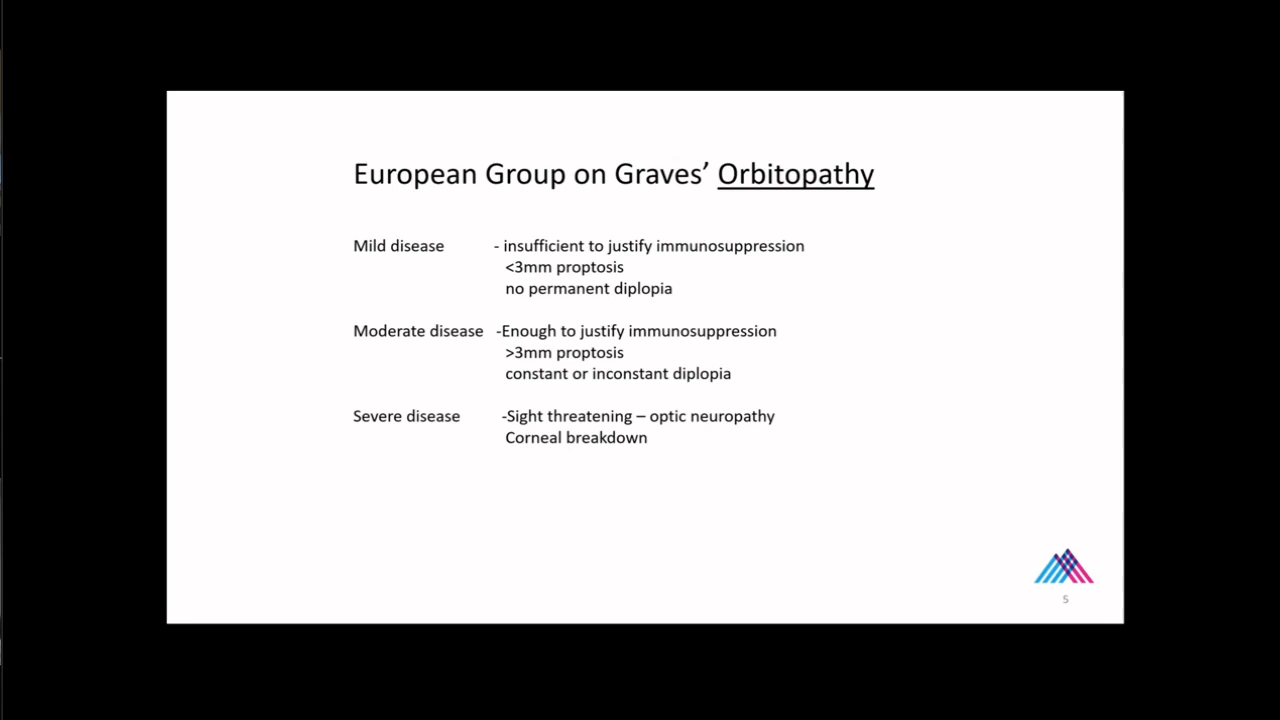 European Group on Graves’ Orbitopathy
Mild disease - insufficient to justify immunosuppression
<3mm proptosis
no permanent diplopia
Moderate disease -Enough to justify immunosuppression
>3mm proptosis
constant or inconstant diplopia
Severe disease -Sight threatening – optic neuropathy
Corneal breakdown
5